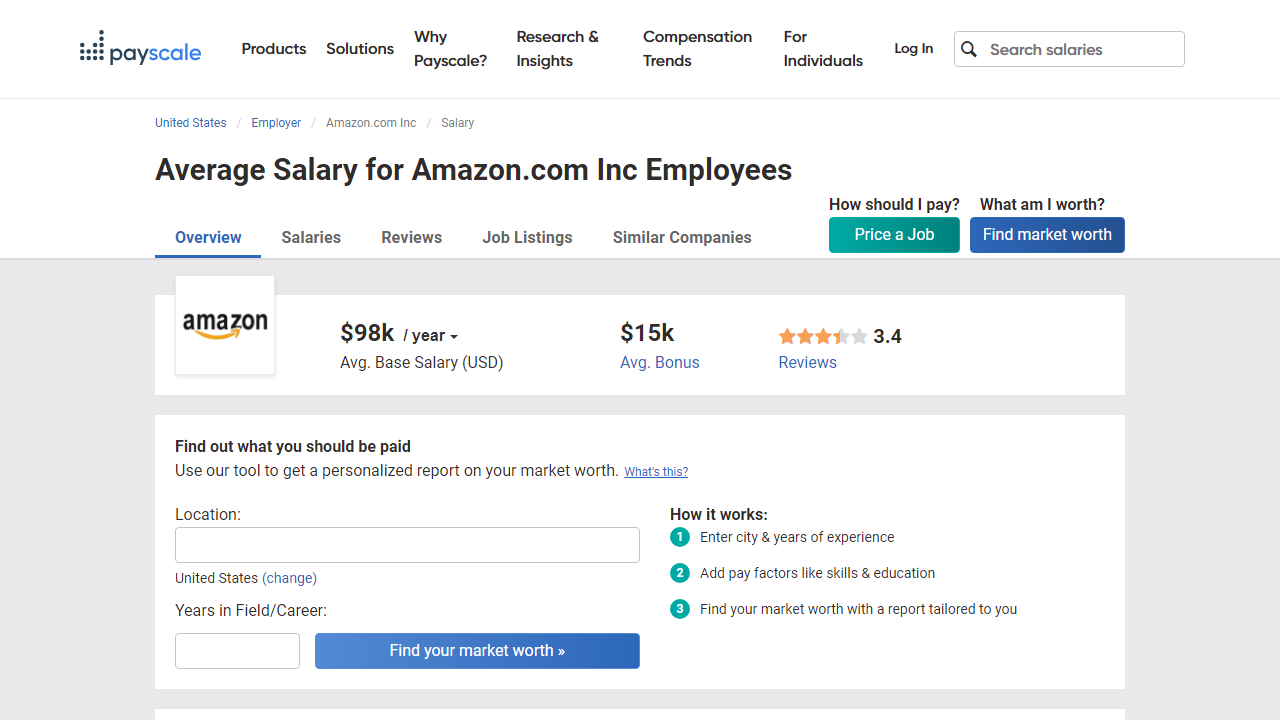 payscale
Products
Solutions
Why
Payscale?
Research &
Insights
Compensation
Trends
For
Individuals
Log In
Search salaries
United States / Employer / Amazon.com Inc / Salary
Average Salary for Amazon.com Inc Employees
How should I pay?
What am I worth?
Overview
Salaries
Reviews
Job Listings
Similar Companies
Price a Job
Find market worth
amazon
$98k / year
Avg. Base Salary (USD)
$15k
Avg. Bonus
3.4
Reviews
Find out what you should be paid
Use our tool to get a personalized report on your market worth. What's this?
Location:
United States (change)
Years in Field/Career:
Find your market worth »
How it works:
1 Enter city & years of experience
2 Add pay factors like skills & education
3 Find your market worth with a report tailored to you